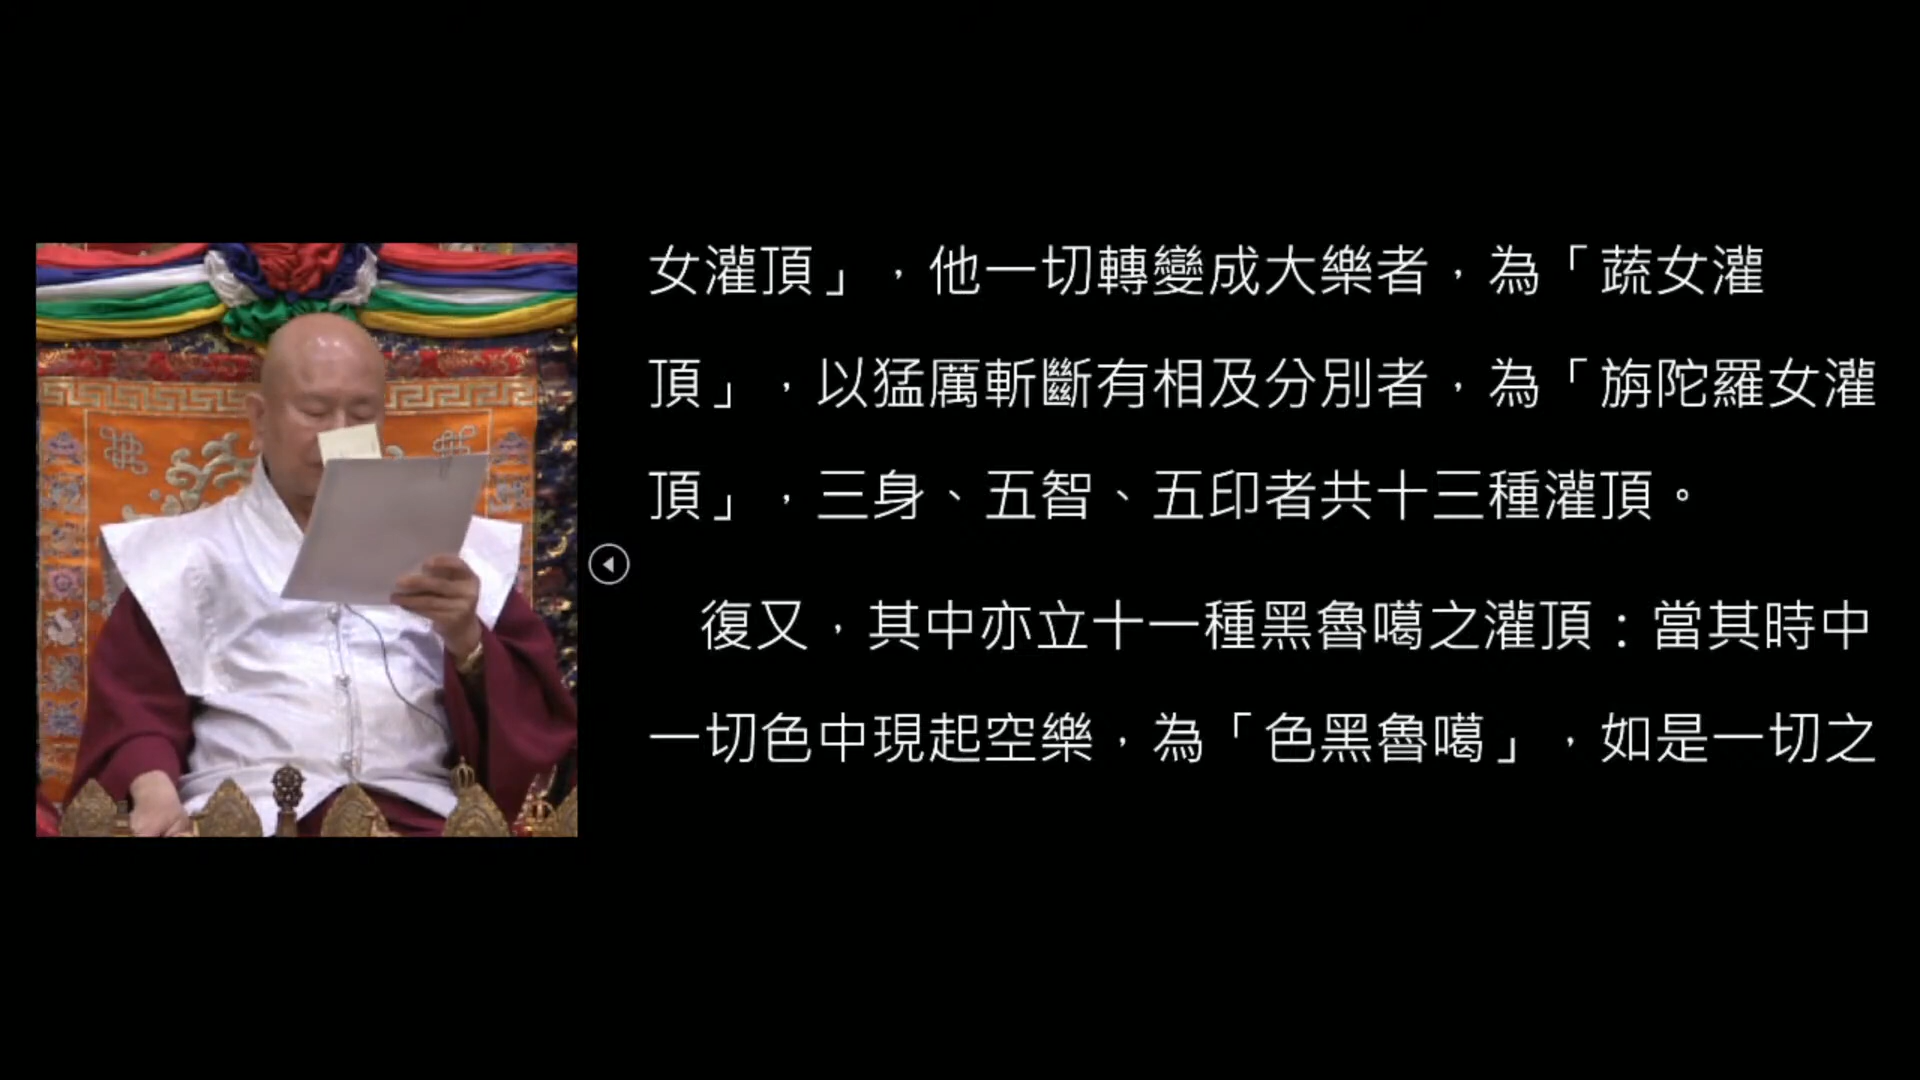 女灌頂」，他一切轉變成大樂者，為「蔬女灌
頂」，以猛厲斬斷有相及分別者，為「旃陀羅女灌
頂」，三身、五智、五印者共十三種灌頂。
復又，其中亦立十一種黑魯噶之灌頂：當其時中
一切色中現起空樂，為「色黑魯噶」，如是一切之